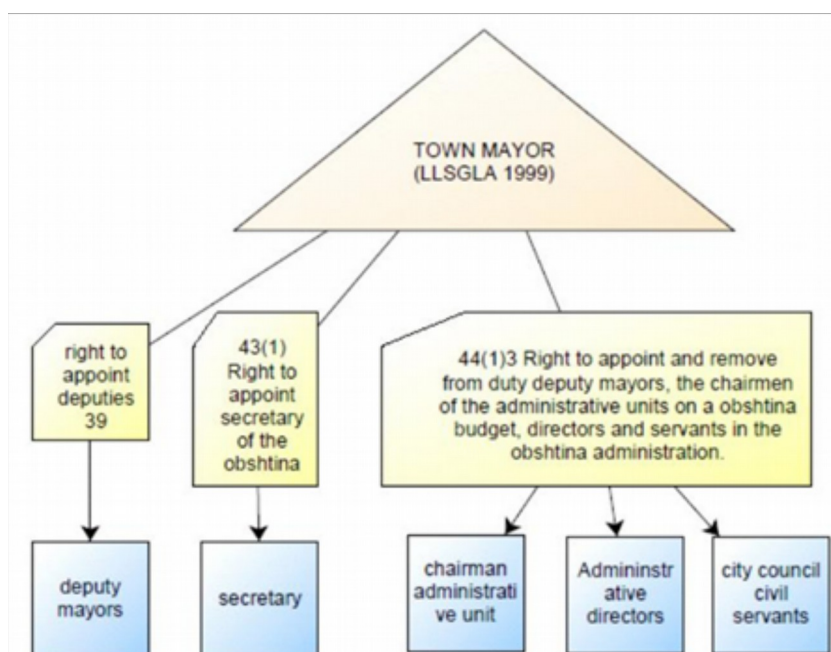 TOWN MAYOR
(LLSGLA 1999)
right to
appoint
deputies
39
43(1)
Right to
appoint
secretary
of the
obshtina
44(1)3 Right to appoint and remove
from duty deputy mayors, the chairmen
of the administrative units on a obshtina
budget, directors and servants in the
obshtina administration.
deputy
mayors
secretary
chairman
administrati
ve unit
Admininstr
ative
directors
city council
civil
servants